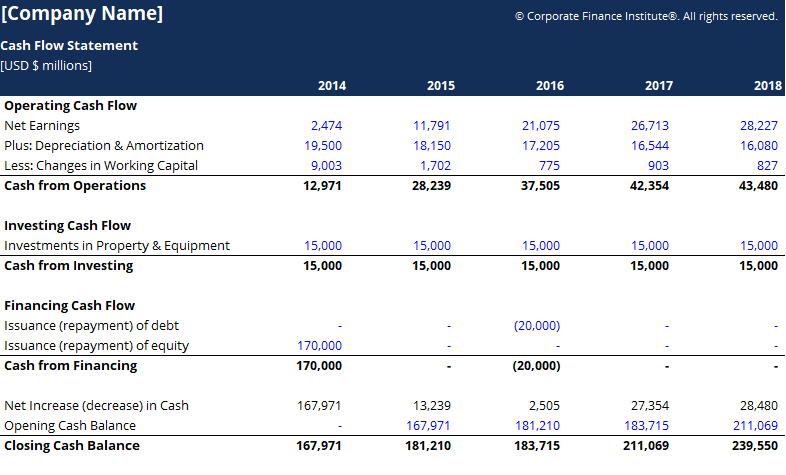 [Company Name] © Corporate Finance Institute®. All rights reserved.
Cash Flow Statement
[USD $ millions]
2014 2015 2016 2017 2018
Operating Cash Flow
Net Earnings 2,474 11,791 21,075 26,713 28,227
Plus: Depreciation & Amortization 19,500 18,150 17,205 16,544 16,080
Less: Changes in Working Capital 9,003 1,702 775 903 827
Cash from Operations 12,971 28,239 37,505 42,354 43,480
Investing Cash Flow
Investments in Property & Equipment 15,000 15,000 15,000 15,000 15,000
Cash from Investing 15,000 15,000 15,000 15,000 15,000
Financing Cash Flow
Issuance (repayment) of debt - - (20,000) - -
Issuance (repayment) of equity 170,000 - - - -
Cash from Financing 170,000 - (20,000) - -
Net Increase (decrease) in Cash 167,971 13,239 2,505 27,354 28,480
Opening Cash Balance - 167,971 181,210 183,715 211,069
Closing Cash Balance 167,971 181,210 183,715 211,069 239,550